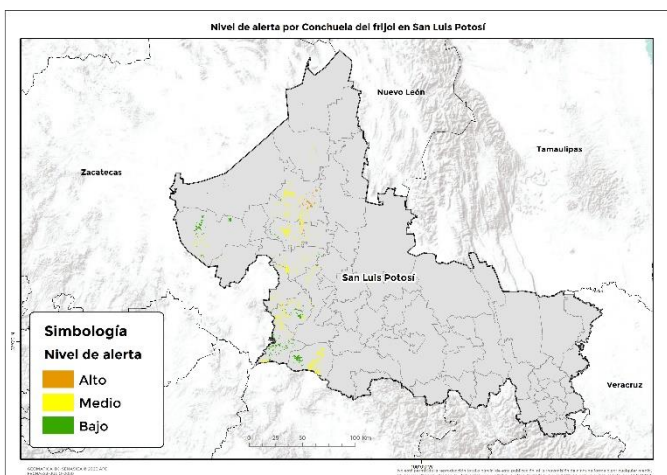 Nivel de alerta por Conchuela del frijol en San Luis Potosí
Nuevo León
Tamaulipas
Zacatecas
San Luis Potosí
Simbología
Nivel de alerta
Alto
Medio
Bajo
Veracruz
0 25 50 100 Km